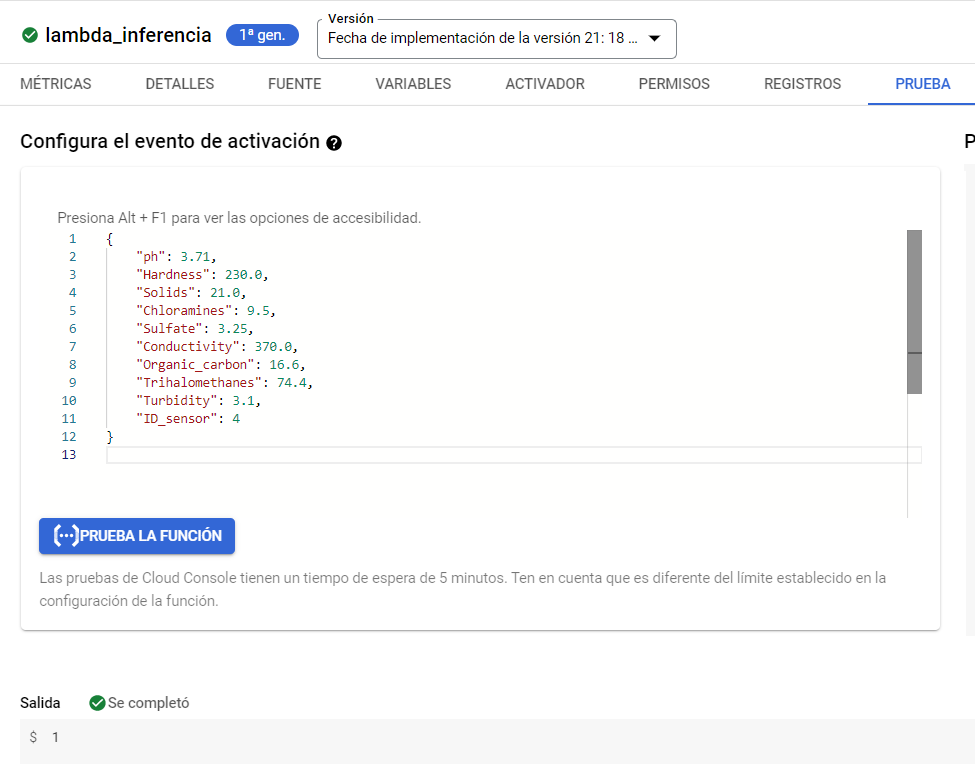 lambda_inferencia
1ª gen.
Versión
Fecha de implementación de la versión 21: 18 ...
MÉTRICAS DETALLES FUENTE VARIABLES ACTIVADOR PERMISOS REGISTROS PRUEBA
Configura el evento de activación ?
P
Presiona Alt + F1 para ver las opciones de accesibilidad.
1 {
2 "ph": 3.71,
3 "Hardness": 230.0,
4 "Solids": 21.0,
5 "Chloramines": 9.5,
6 "Sulfate": 3.25,
7 "Conductivity": 370.0,
8 "Organic_carbon": 16.6,
9 "Trihalomethanes": 74.4,
10 "Turbidity": 3.1,
11 "ID_sensor": 4
12 }
13
PRUEBA LA FUNCIÓN
Las pruebas de Cloud Console tienen un tiempo de espera de 5 minutos. Ten en cuenta que es diferente del límite establecido en la
configuración de la función.
Salida Se completó
$ 1